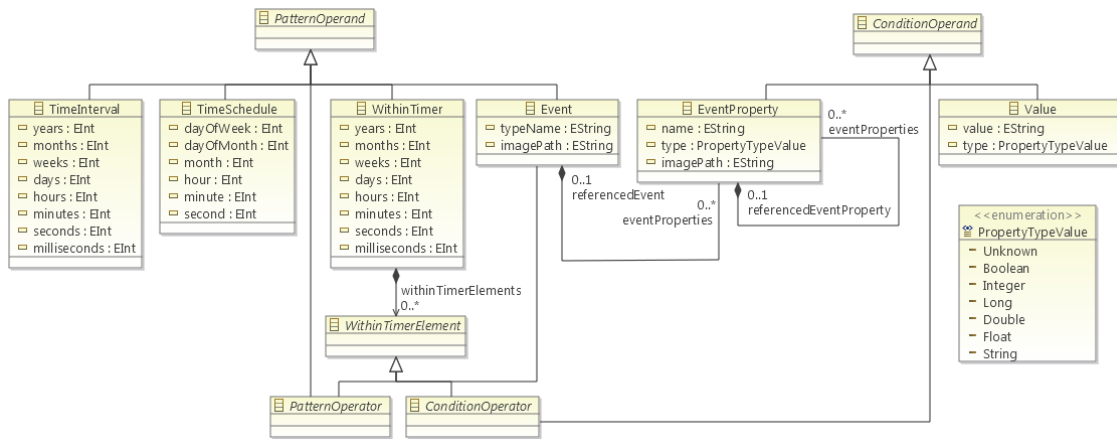 PatternOperand
ConditionOperand
TimeInterval
years : EInt
months : EInt
weeks : EInt
days : EInt
hours : EInt
minutes : EInt
seconds : EInt
milliseconds : EInt
TimeSchedule
dayOfWeek : EInt
dayOfMonth : EInt
month : EInt
hour : EInt
minute : EInt
second : EInt
WithinTimer
years : EInt
months : EInt
weeks : EInt
days : EInt
hours : EInt
minutes : EInt
seconds : EInt
milliseconds : EInt
Event
typeName : EString
imagePath : EString
EventProperty
name : EString
type : PropertyTypeValue
imagePath : EString
0..*
eventProperties
Value
value : EString
type : PropertyTypeValue
0..1
referencedEvent
0..*
eventProperties
0..1
referencedEventProperty
<<enumeration>>
PropertyTypeValue
Unknown
Boolean
Integer
Long
Double
Float
String
withinTimerElements
0..*
WithinTimerElement
PatternOperator
ConditionOperator